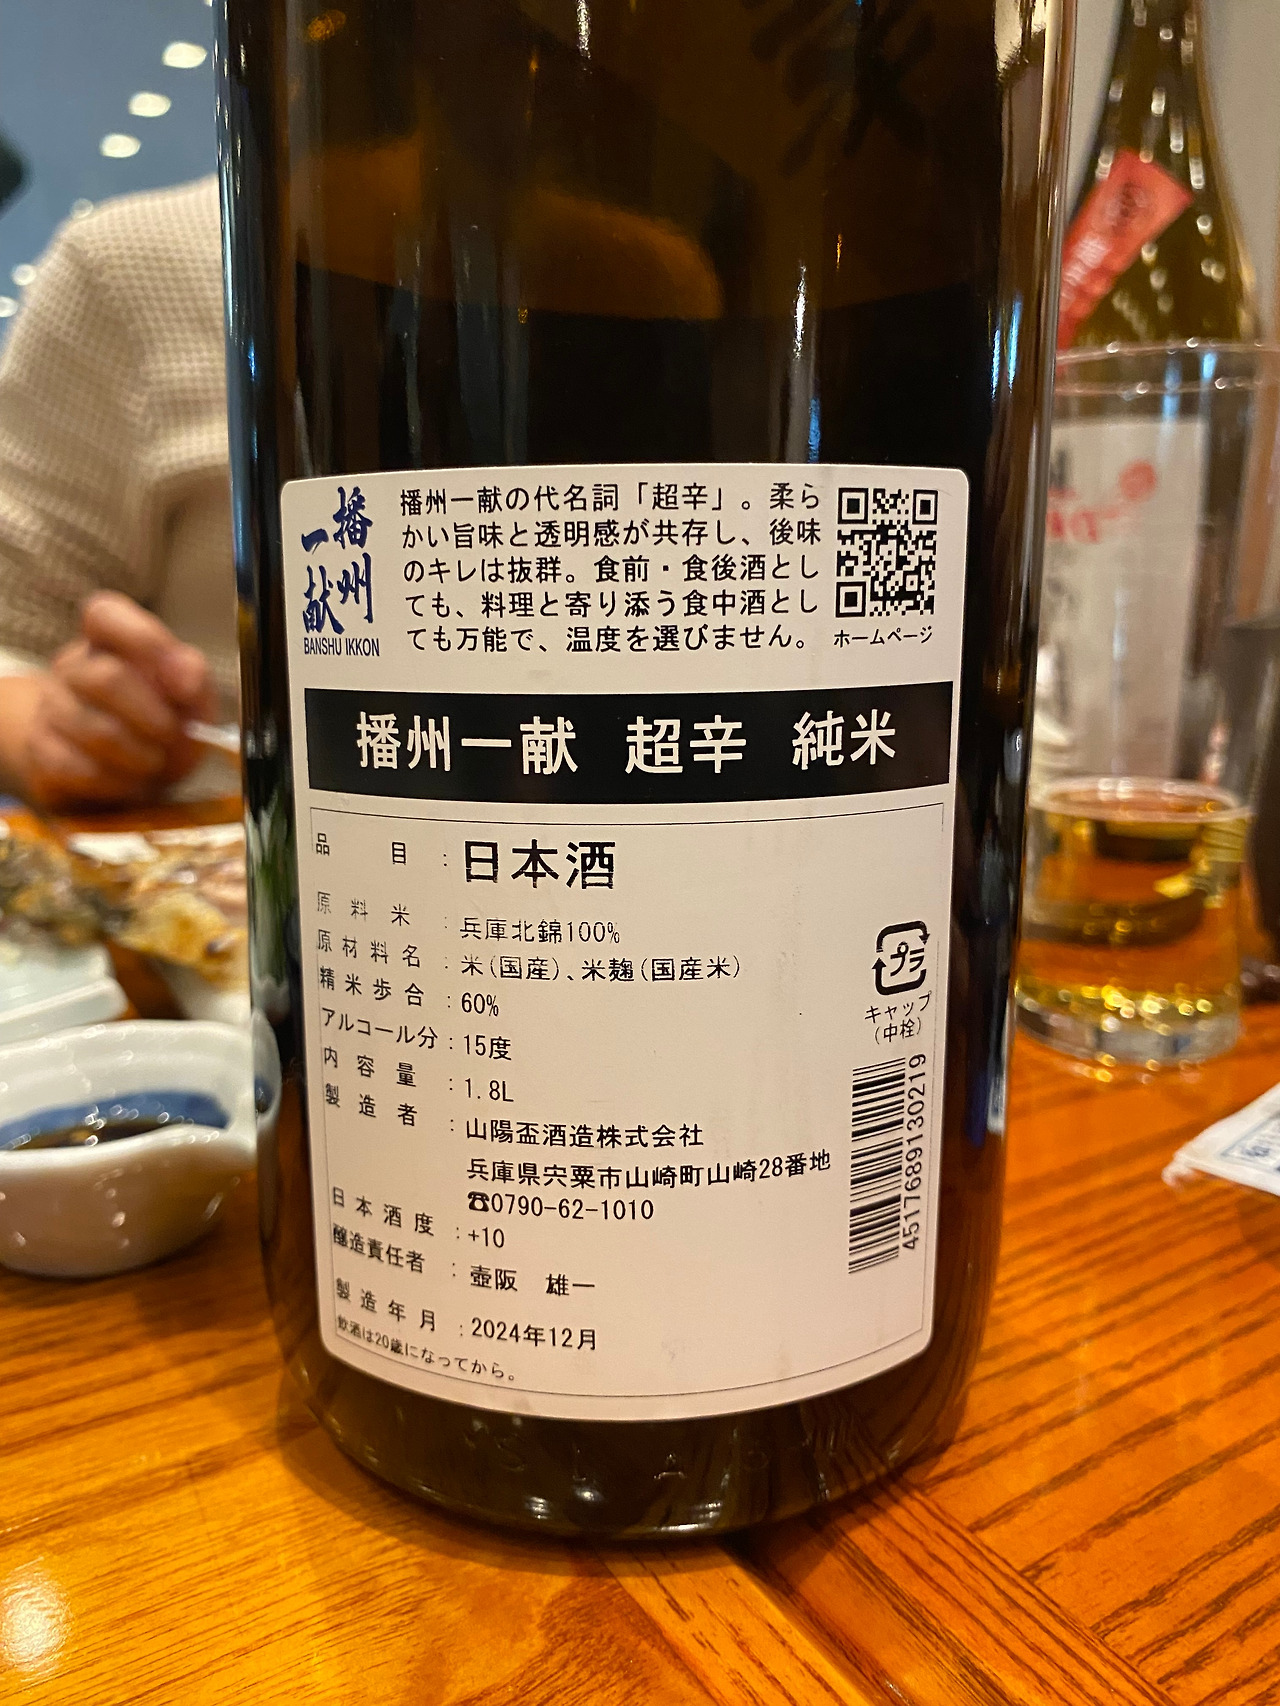 播州
一献
BANSHU IKKON
播州一献の代名詞「超辛」。柔ら
かい旨味と透明感が共存し、後味
のキレは抜群。食前・食後酒とし
ても、料理と寄り添う食中酒とし
ても万能で、温度を選びません。
ホームページ
播州一献 超辛 純米
品目:日本酒
原料米:兵庫北錦100%
原材料名:米(国産)、米麹(国産米)
精米歩合:60%
アルコール分:15度
内容量:1.8L
製造者:山陽盃酒造株式会社
兵庫県宍粟市山崎町山崎28番地
☎0790-62-1010
日本酒度:+10
醸造責任者:壺阪 雄一
製造年月:2024年12月
飲酒は20歳になってから。
プラ
キャップ
(中栓)
4517689130219